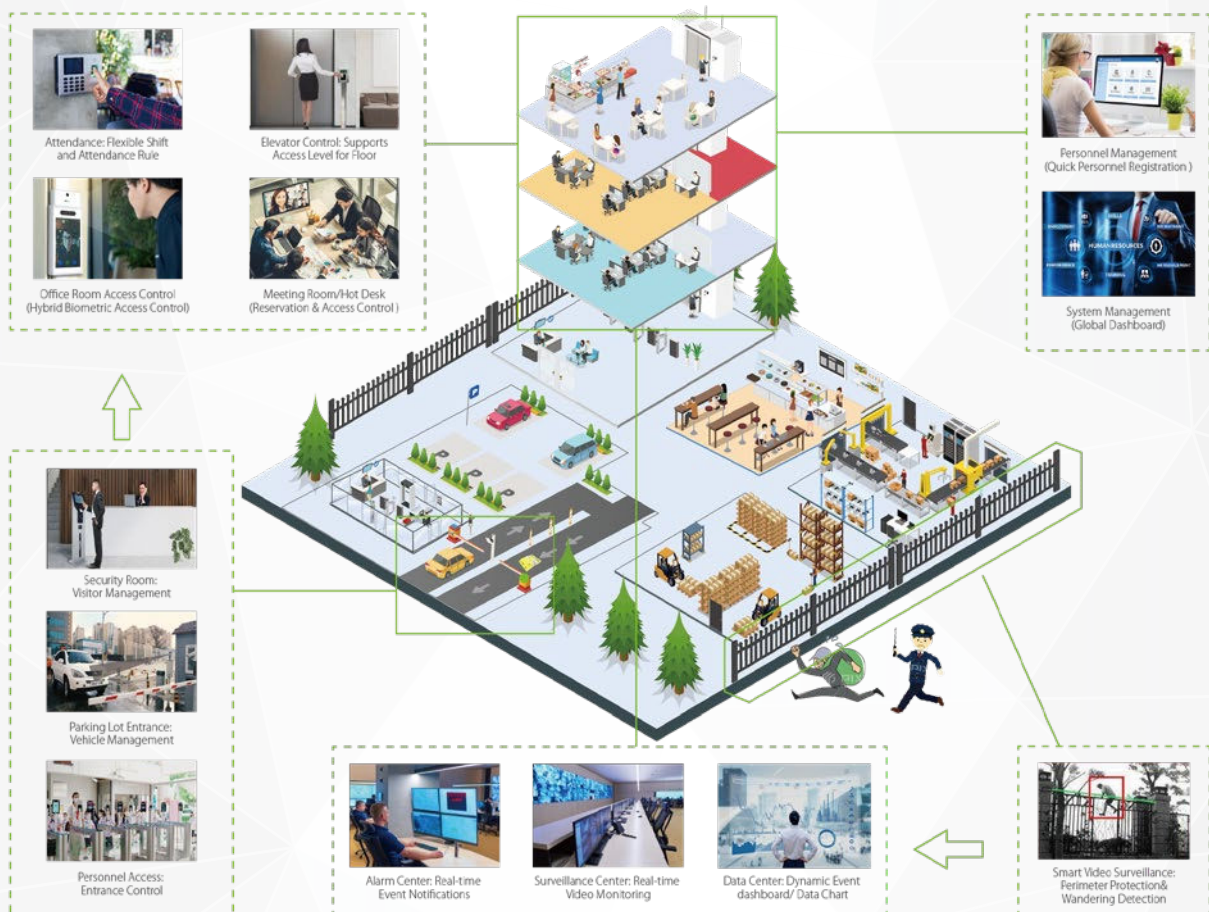 Attendance: Flexible Shift
and Attendance Rule
Elevator Control: Supports
Access Level for Floor
Office Room Access Control
(Hybrid Biometric Access Control)
Meeting Room/Hot Desk
(Reservation & Access Control )
Personnel Management
(Quick Personnel Registration )
HUMAN RESOURCES
System Management
(Global Dashboard)
Security Room:
Visitor Management
Parking Lot Entrance:
Vehicle Management
Personnel Access:
Entrance Control
P
P
P
P
Alarm Center: Real-time
Event Notifications
Surveillance Center: Real-time
Video Monitoring
Data Center: Dynamic Event
dashboard/ Data Chart
Smart Video Surveillance:
Perimeter Protection&
Wandering Detection